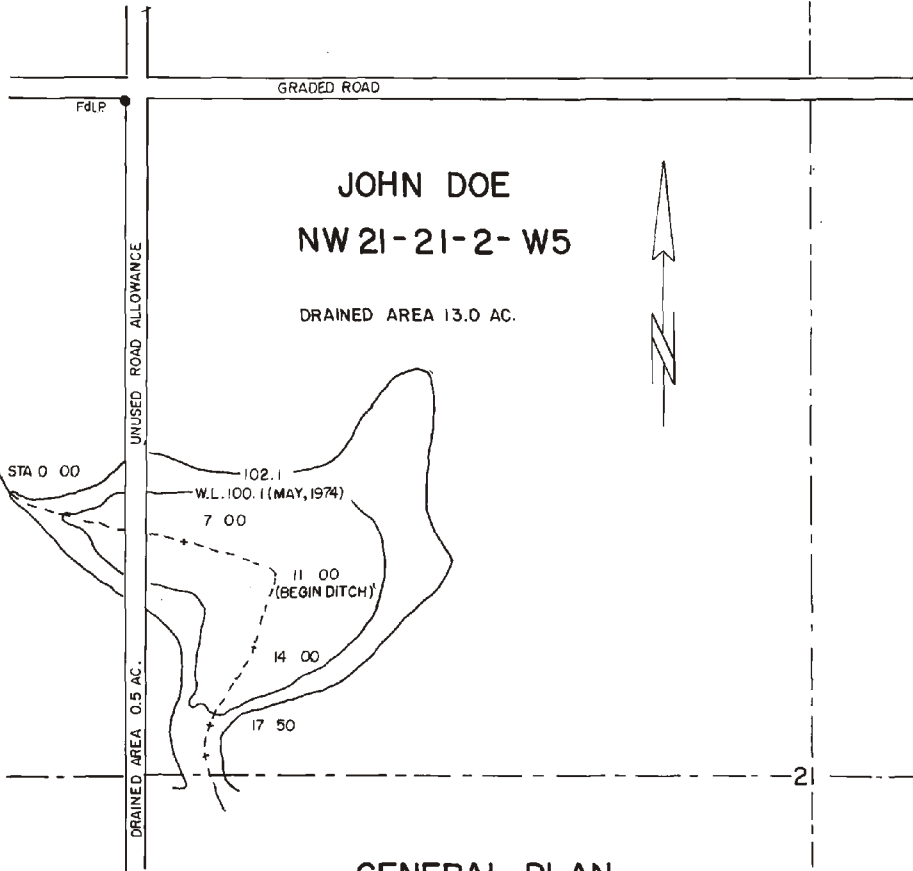 GRADED ROAD
FdI.P.
JOHN DOE
NW 21-21-2-W5
DRAINED AREA 13.0 AC.
N
UNUSED ROAD ALLOWANCE
STA 0 00
102.1
W.L. 100.1 (MAY, 1974)
7 00
11 00
(BEGIN DITCH)
14 00
17 50
DRAINED AREA 0.5 AC.
21
GENERAL PLAN